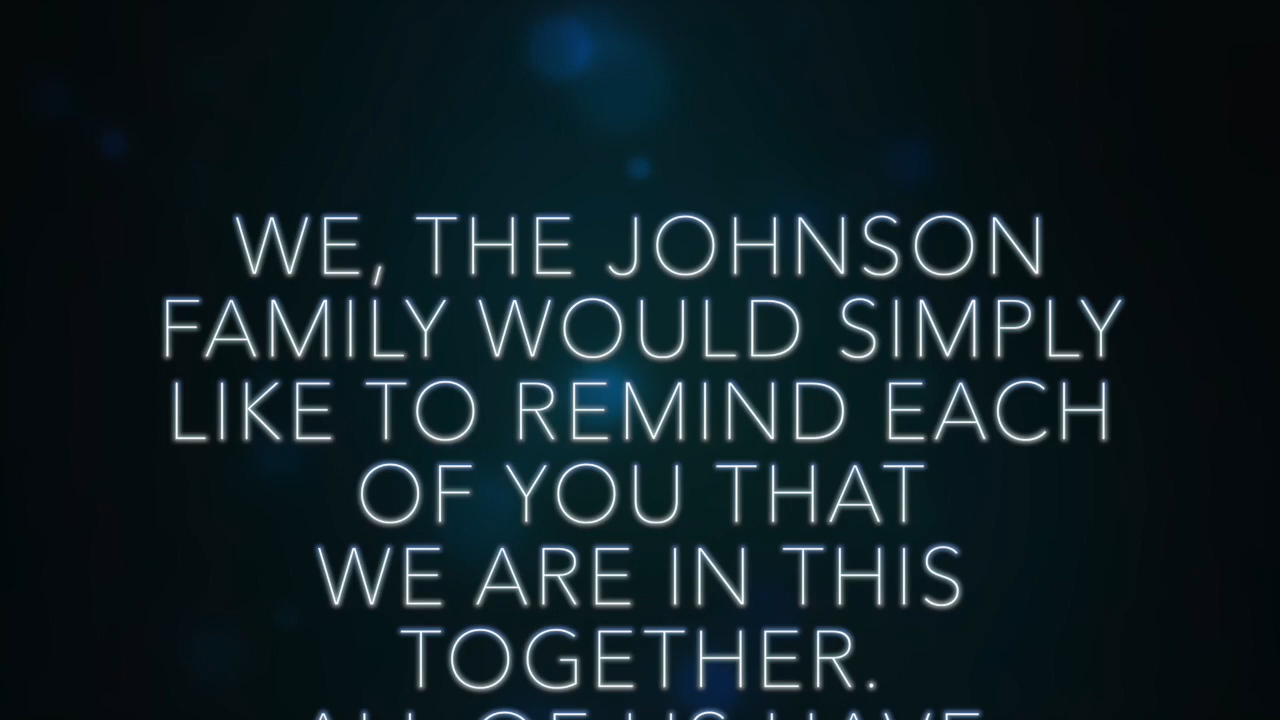 WE, THE JOHNSON
FAMILY WOULD SIMPLY
LIKE TO REMIND EACH
OF YOU THAT
WE ARE IN THIS
TOGETHER.
ALL OF US HAVE